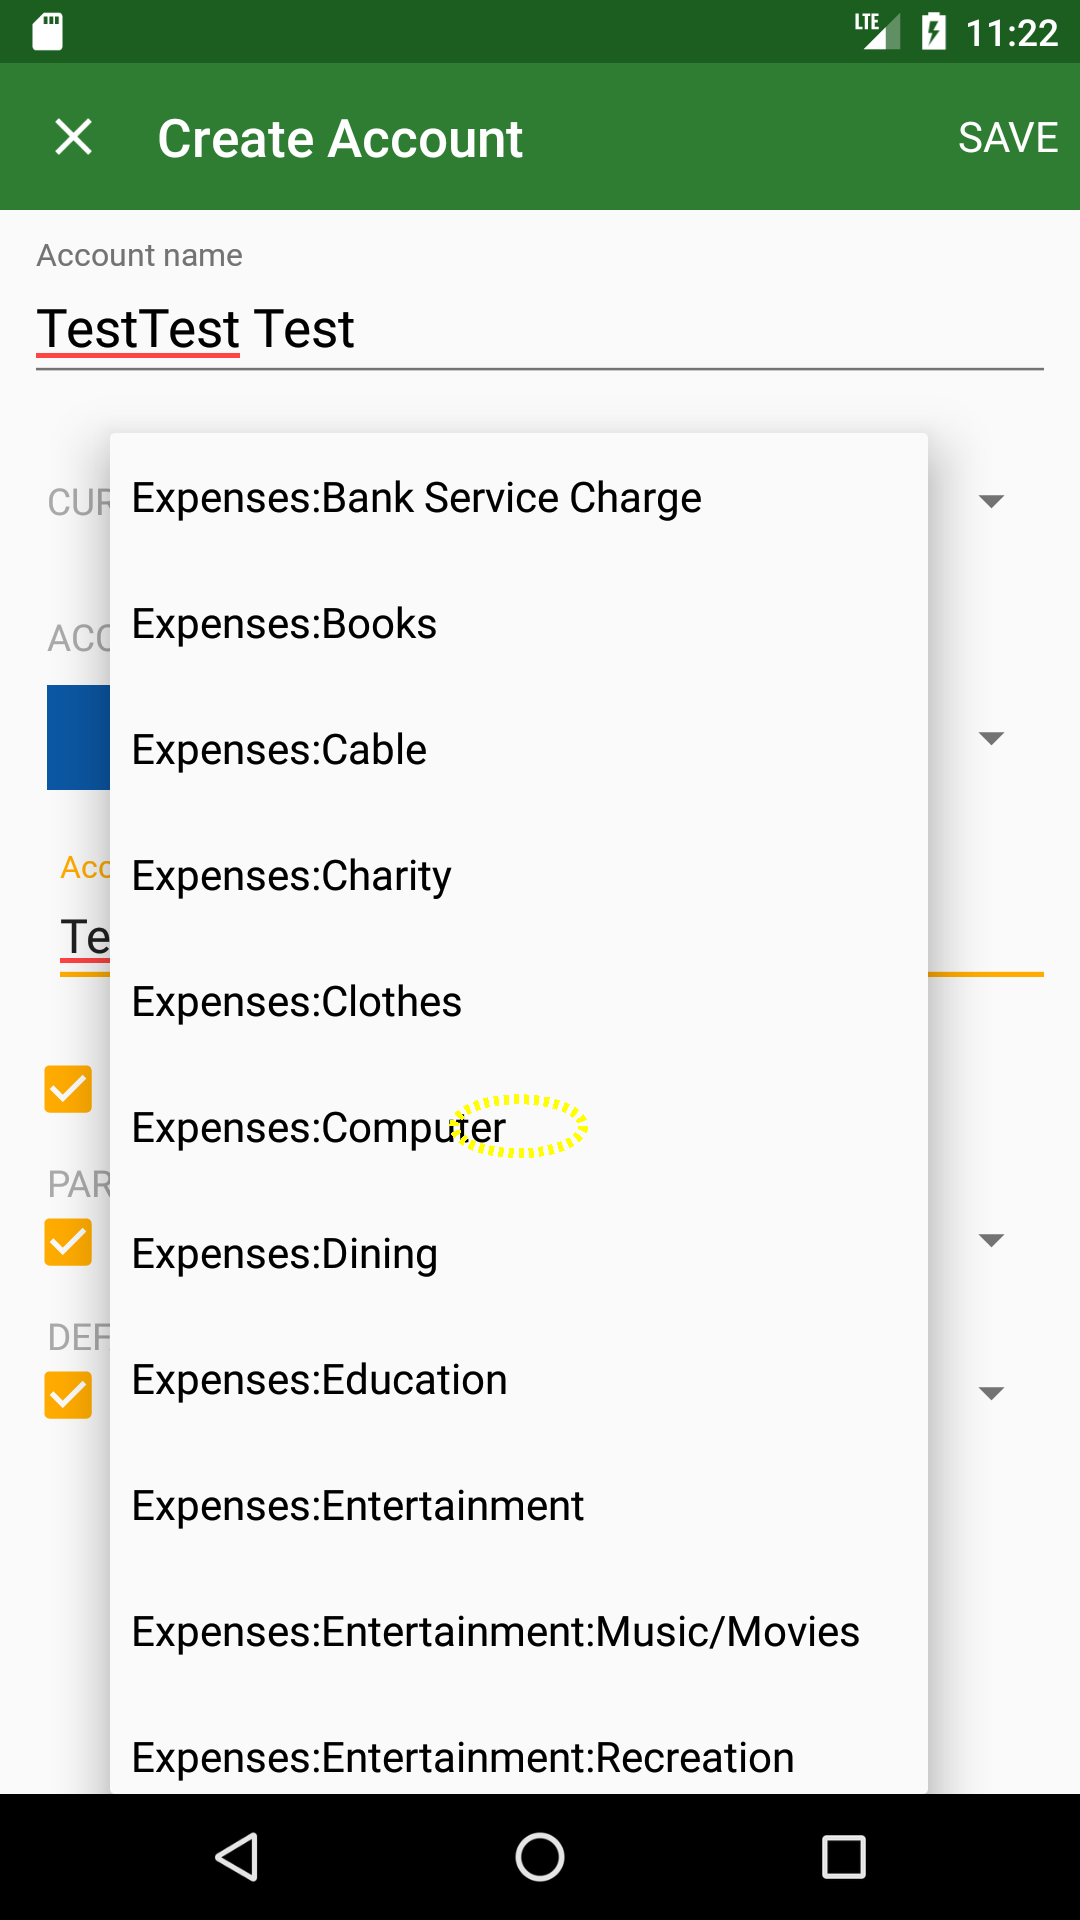 LTE 11:22
Create Account SAVE
Account name
TestTest Test
CUR
Expenses:Bank Service Charge
Expenses:Books
ACC
Expenses:Cable
Acc
Expenses:Charity
Te
Expenses:Clothes
Expenses:Computer
PAR
Expenses:Dining
DEF
Expenses:Education
Expenses:Entertainment
Expenses:Entertainment:Music/Movies
Expenses:Entertainment:Recreation